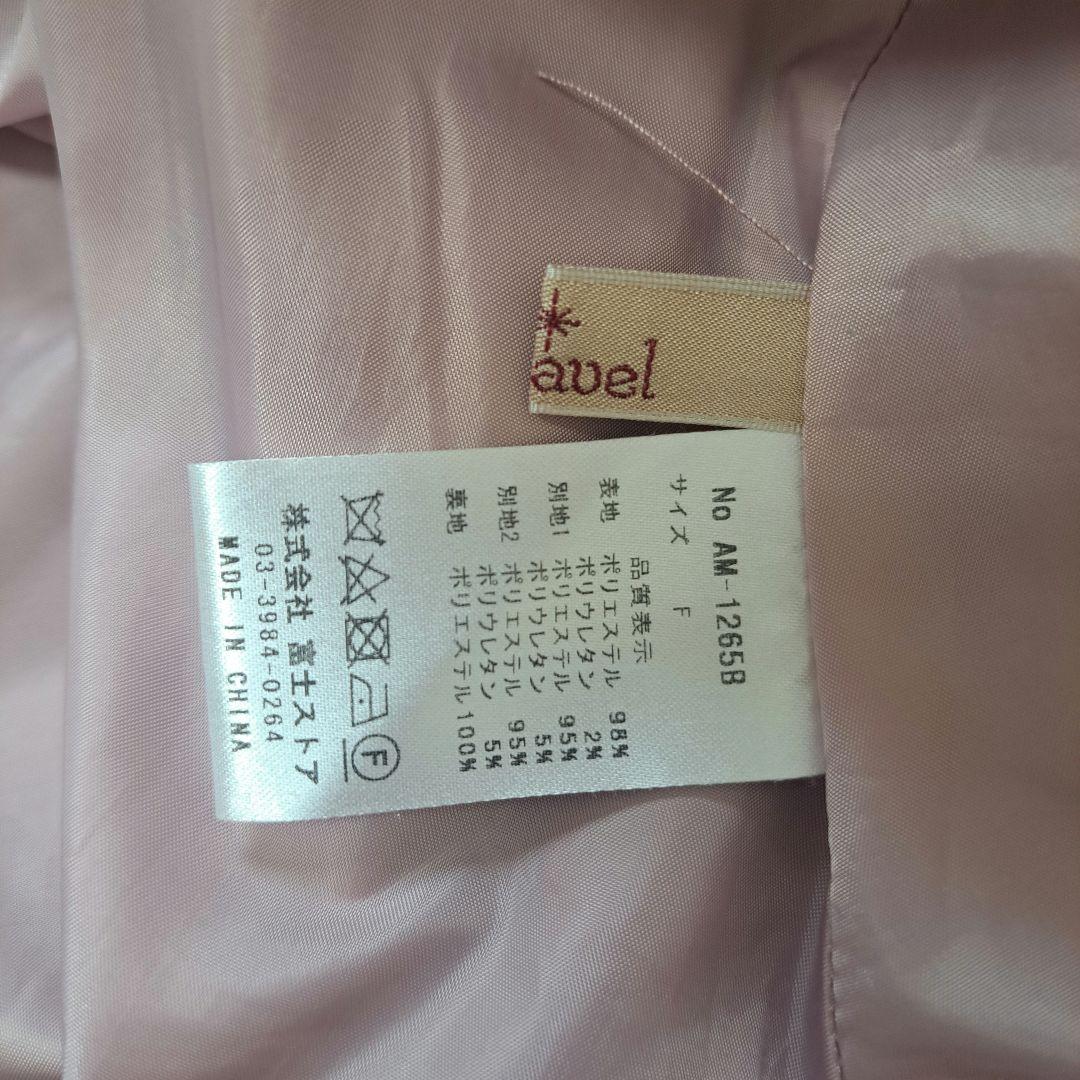 avel
No AM-1265B
サイズ F
品質表示
表地 ポリエステル 98%
ポリウレタン 2%
別地1 ポリエステル 95%
ポリウレタン 5%
別地2 ポリエステル 95%
ポリウレタン 5%
裏地 ポリエステル 100%
F
株式会社 富士ストア
03-3984-0264
MADE IN CHINA